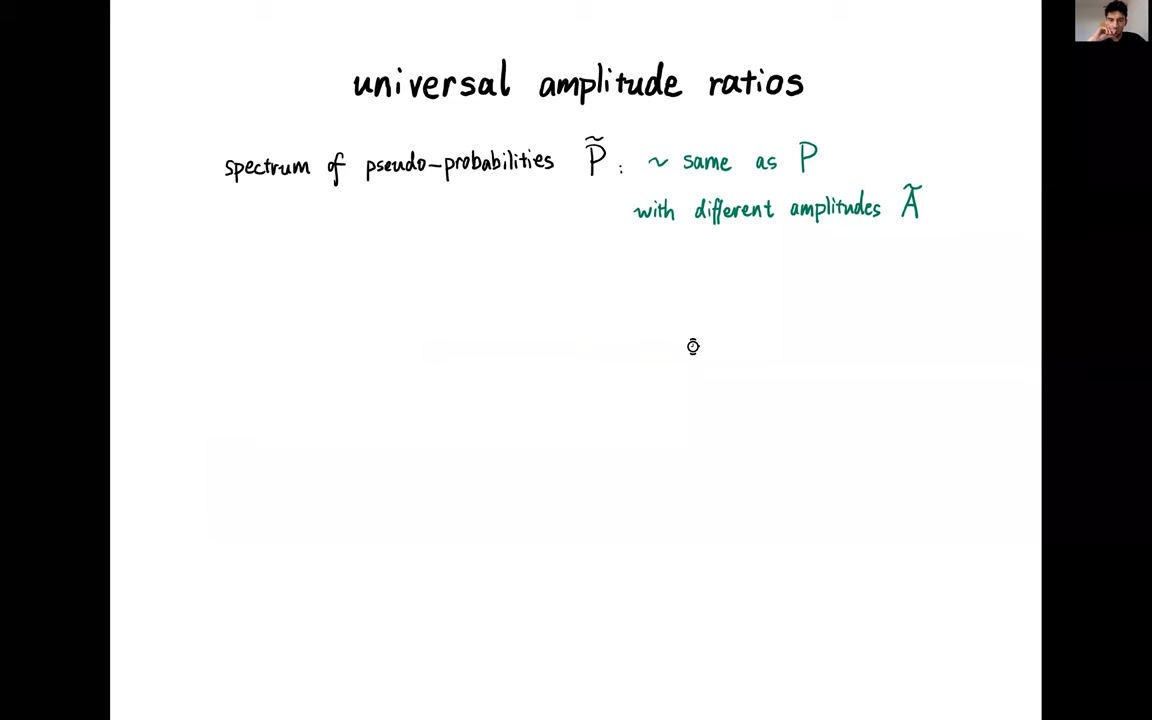 universal amplitude ratios
spectrum of pseudo-probabilities P̃ : ~ same as P
with different amplitudes Ã